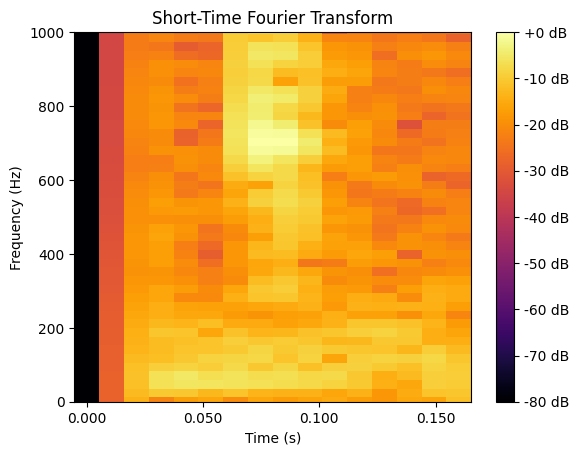 Short-Time Fourier Transform
Frequency (Hz)
1000
800
600
400
200
0
0.000
0.050
0.100
0.150
Time (s)
+0 dB
-10 dB
-20 dB
-30 dB
-40 dB
-50 dB
-60 dB
-70 dB
-80 dB